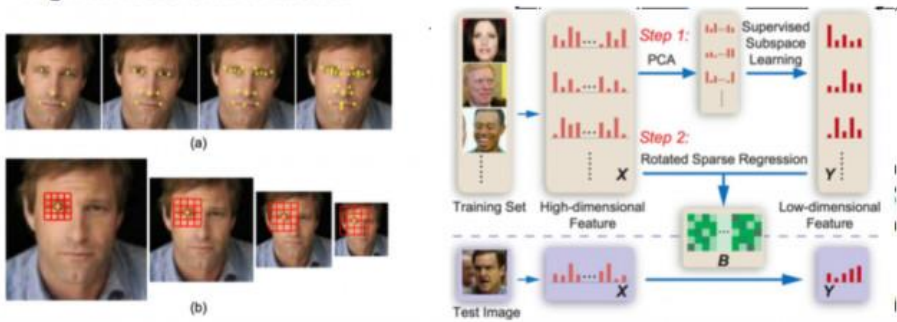 (a)
(b)
Step 1:
PCA
Supervised
Subspace
Learning
Step 2:
Rotated Sparse Regression
X
Y
Training Set
High-dimensional
Feature
Low-dimensional
Feature
B
X
Y
Test Image